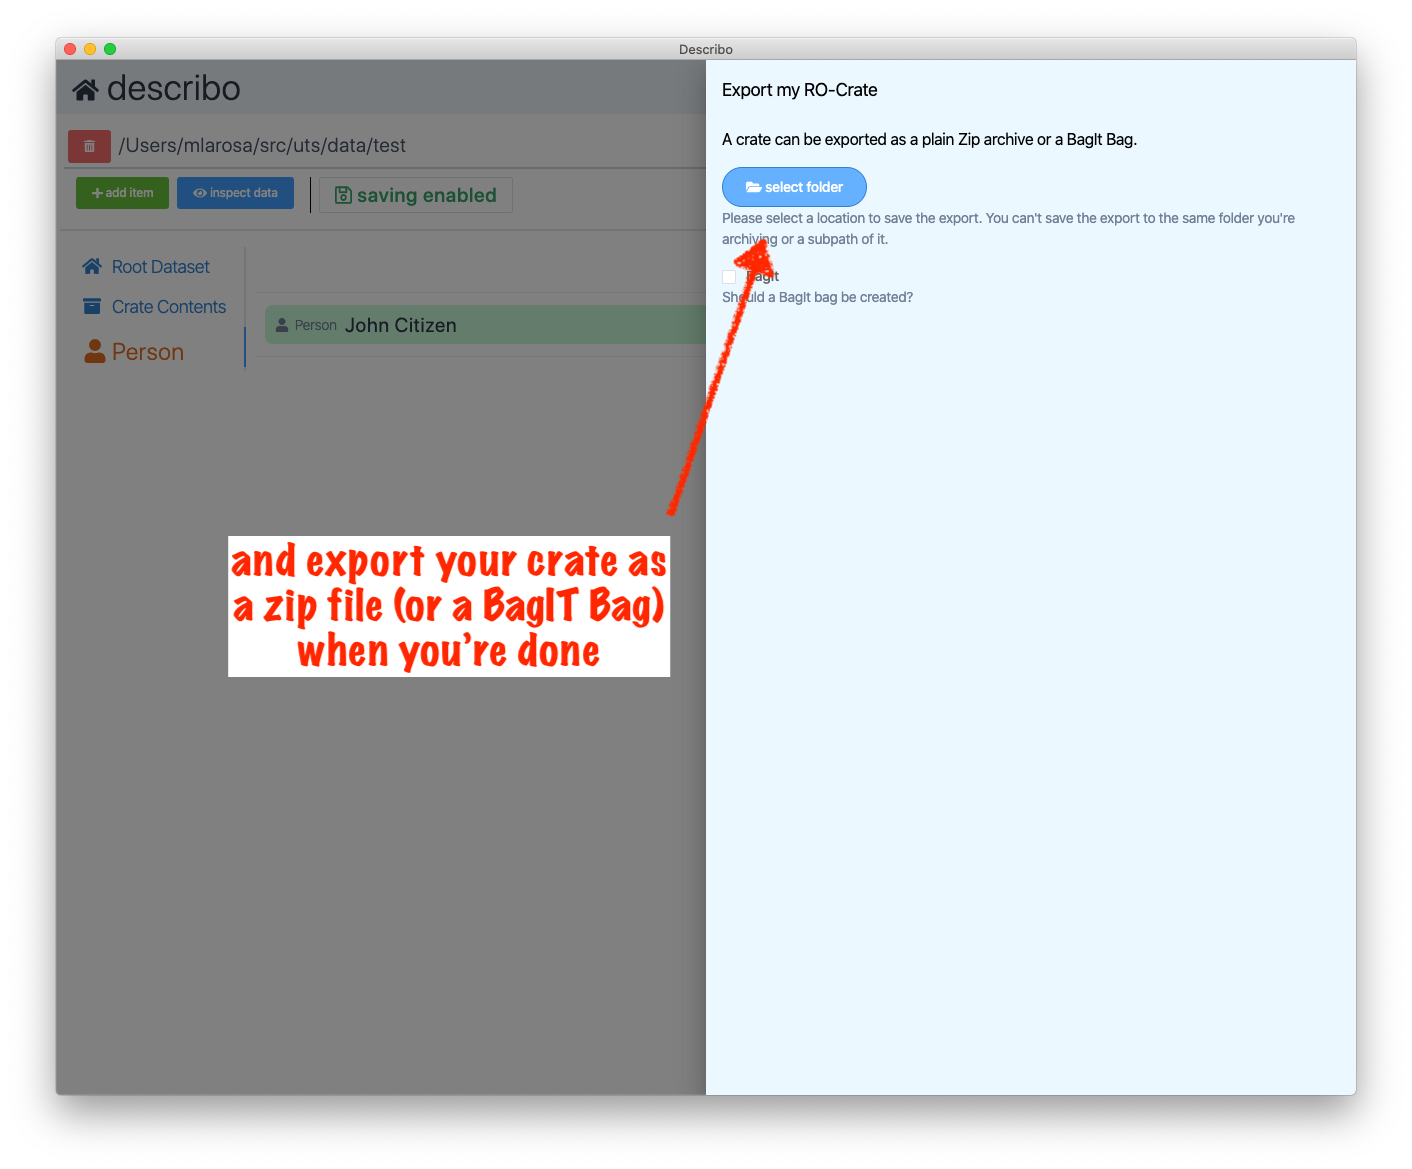 Describo
describo
/Users/mlarosa/src/uts/data/test
add item
inspect data
saving enabled
Root Dataset
Crate Contents
Person
Person John Citizen
Export my RO-Crate
A crate can be exported as a plain Zip archive or a BagIt Bag.
select folder
Please select a location to save the export. You can't save the export to the same folder you're
archiving or a subpath of it.
BagIt
Should a BagIt bag be created?
and export your crate as
a zip file (or a BagIT Bag)
when you're done